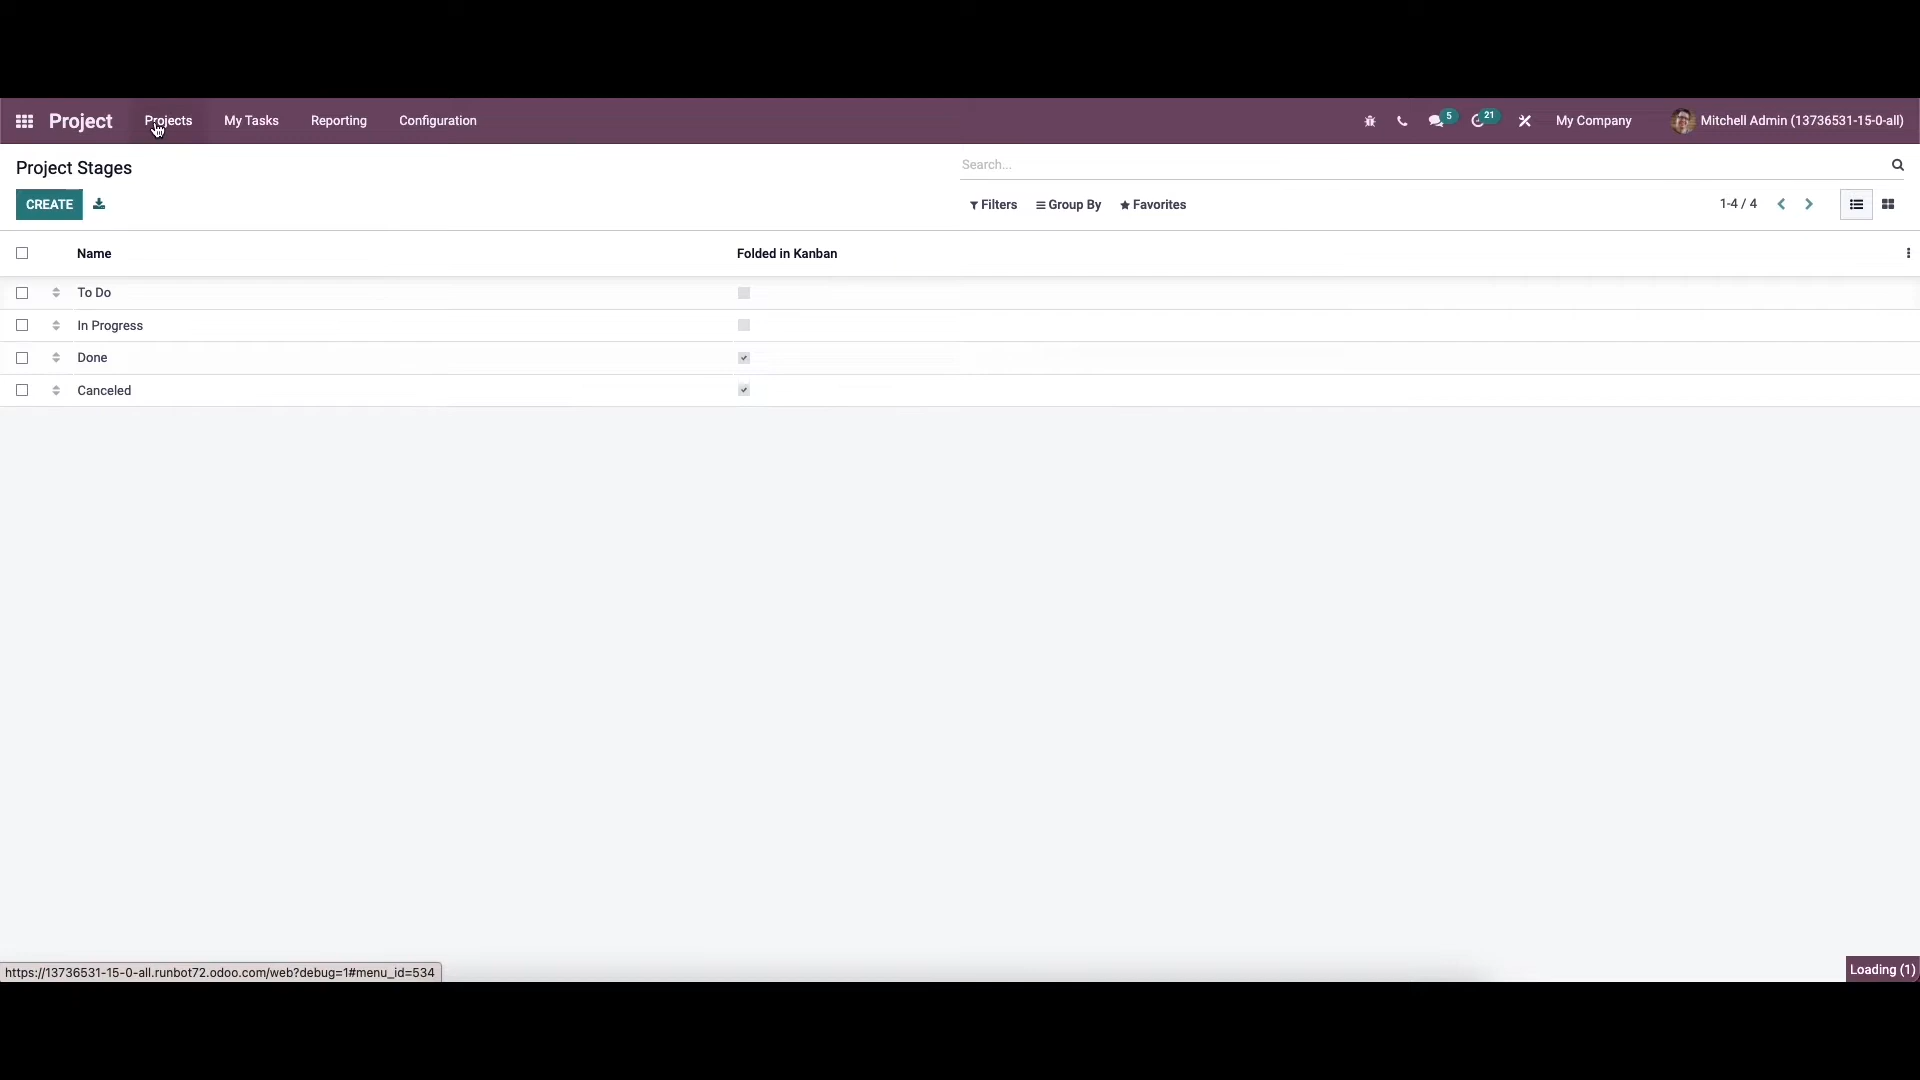 Project Projects My Tasks Reporting Configuration 5 21 My Company Mitchell Admin (13736531-15-0-all)
Project Stages Search...
CREATE Filters Group By Favorites 1-4 / 4
Name Folded in Kanban
To Do
In Progress
Done
Canceled
https://13736531-15-0-all.runbot72.odoo.com/web?debug=1#menu_id=534 Loading (1)